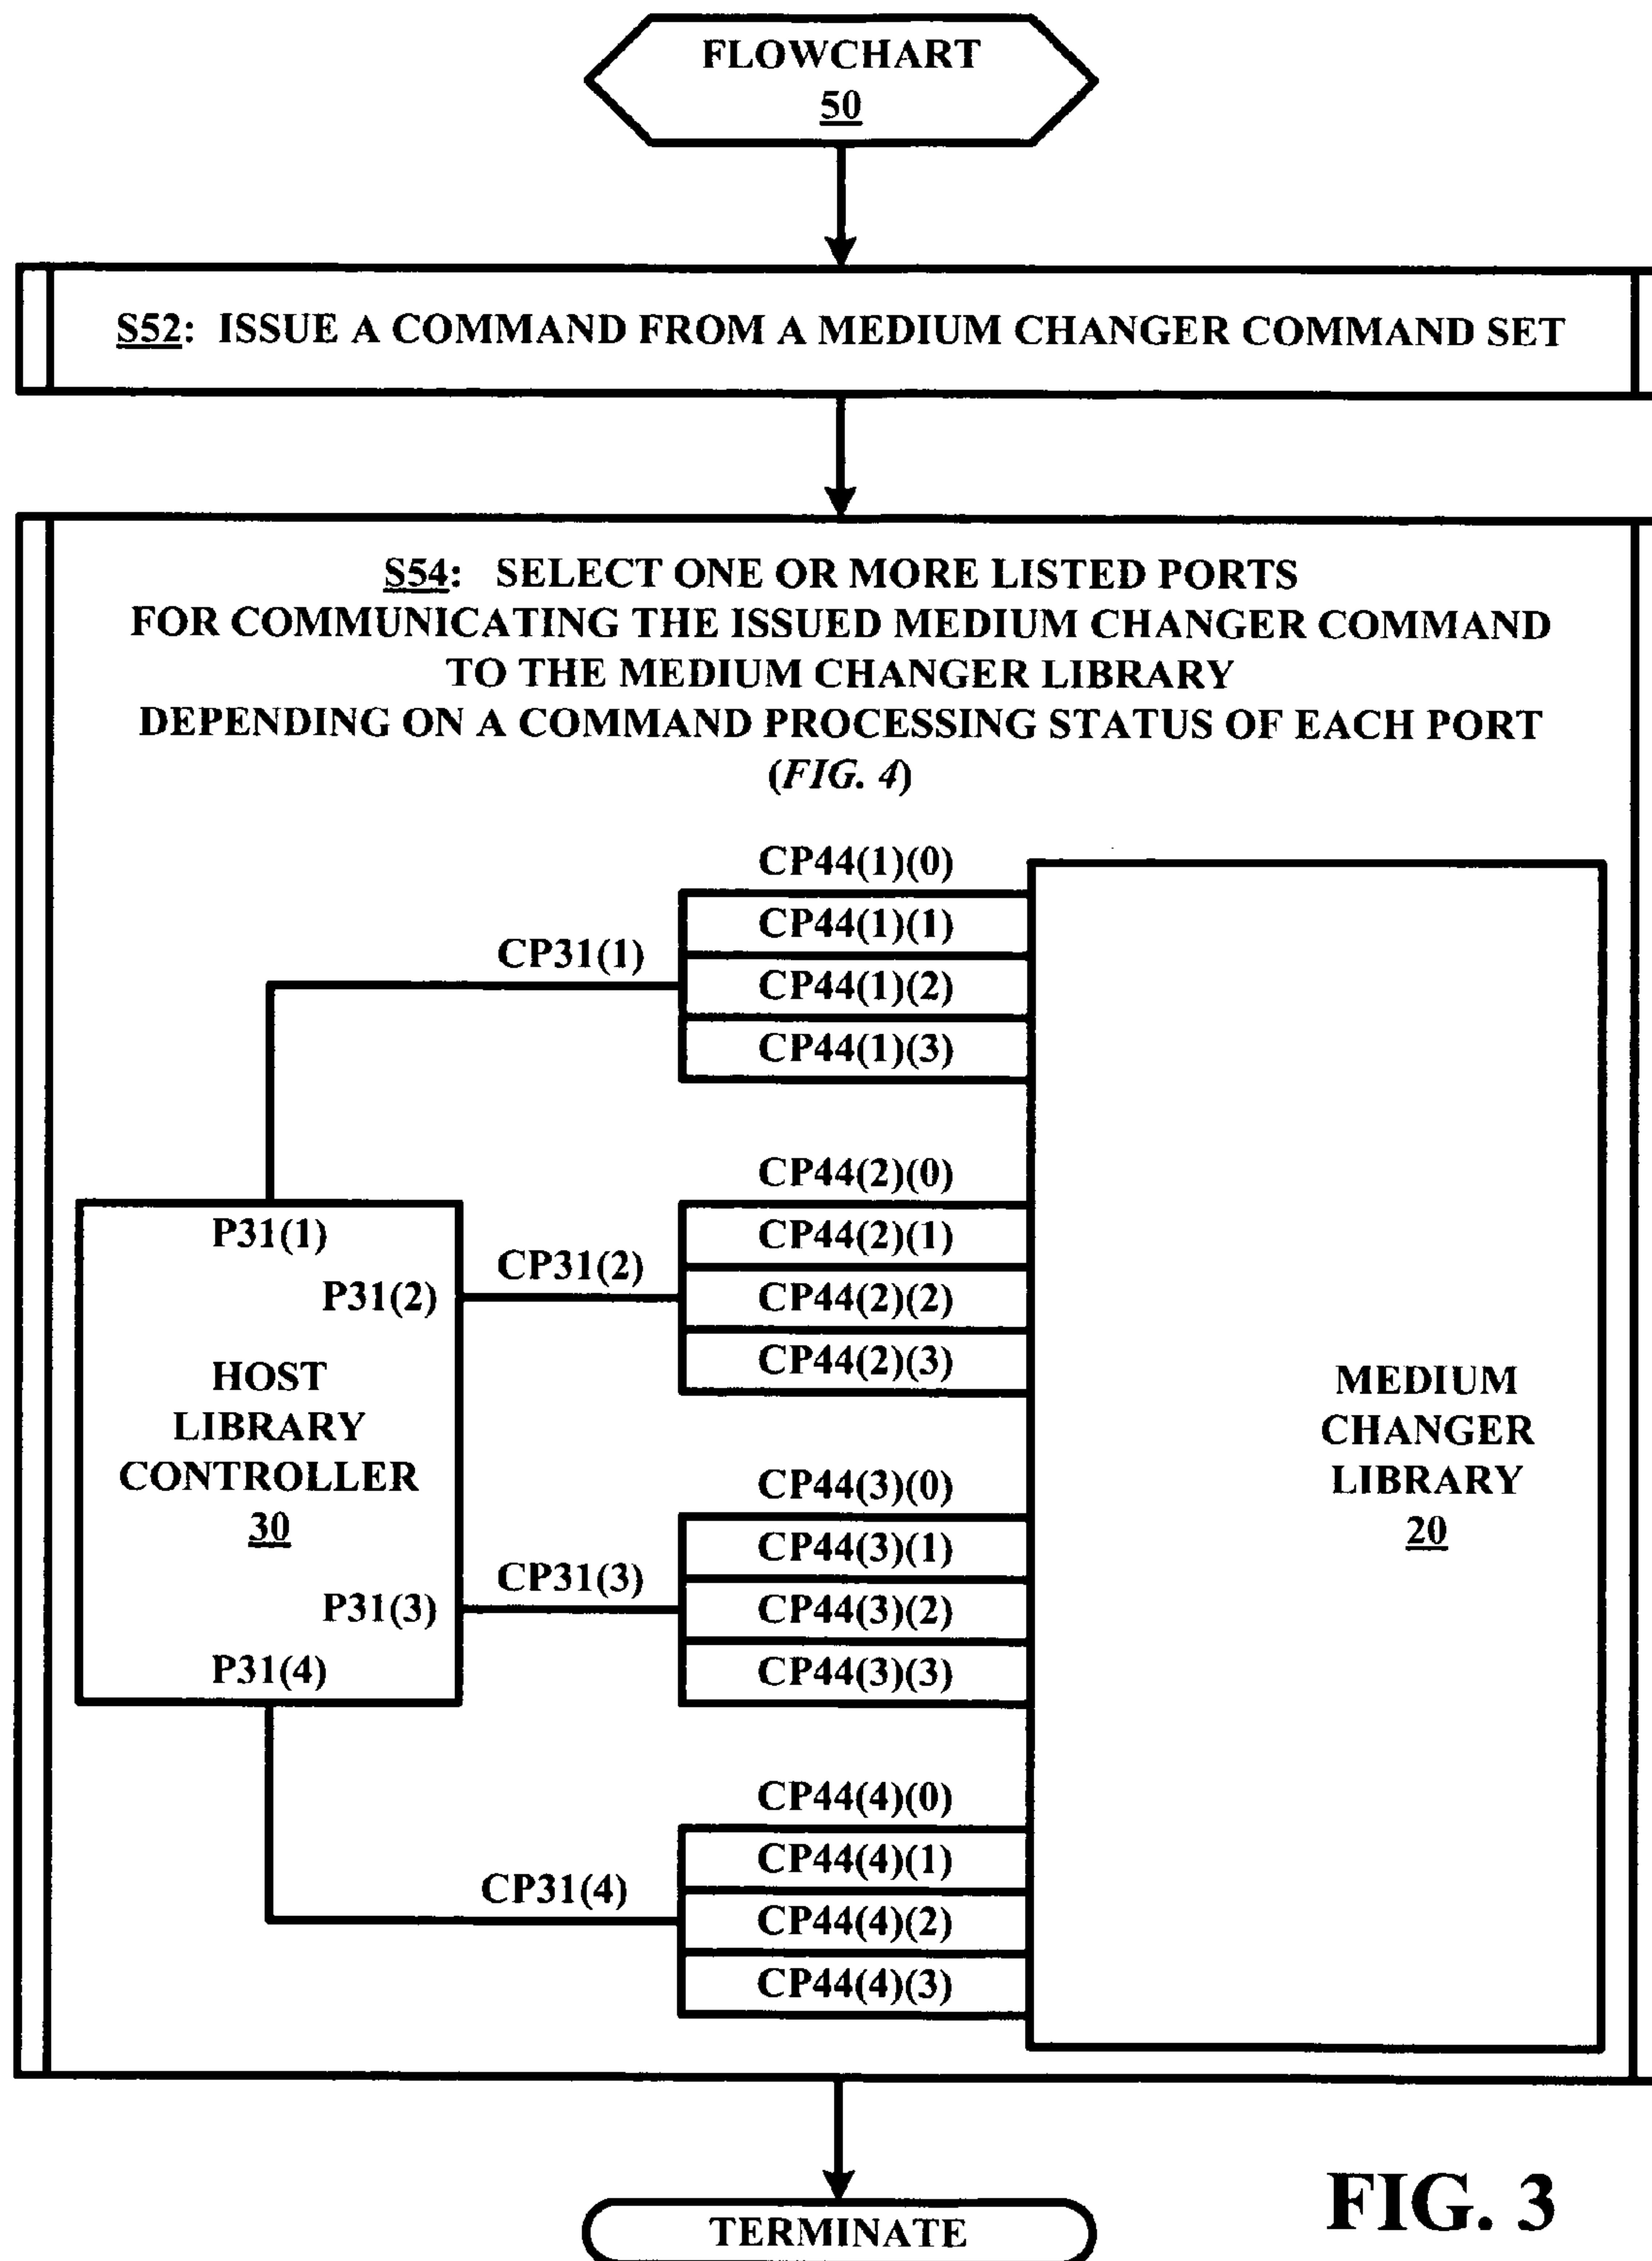 FLOWCHART
50
S52: ISSUE A COMMAND FROM A MEDIUM CHANGER COMMAND SET
S54: SELECT ONE OR MORE LISTED PORTS
FOR COMMUNICATING THE ISSUED MEDIUM CHANGER COMMAND
TO THE MEDIUM CHANGER LIBRARY
DEPENDING ON A COMMAND PROCESSING STATUS OF EACH PORT
(FIG. 4)
CP44(1)(0)
CP44(1)(1)
CP31(1)
CP44(1)(2)
CP44(1)(3)
CP44(2)(0)
P31(1)
CP44(2)(1)
CP31(2)
P31(2)
CP44(2)(2)
CP44(2)(3)
HOST
LIBRARY
CONTROLLER
30
MEDIUM
CHANGER
LIBRARY
20
CP44(3)(0)
CP44(3)(1)
CP31(3)
P31(3)
CP44(3)(2)
P31(4)
CP44(3)(3)
CP44(4)(0)
CP44(4)(1)
CP31(4)
CP44(4)(2)
CP44(4)(3)
TERMINATE
FIG. 3